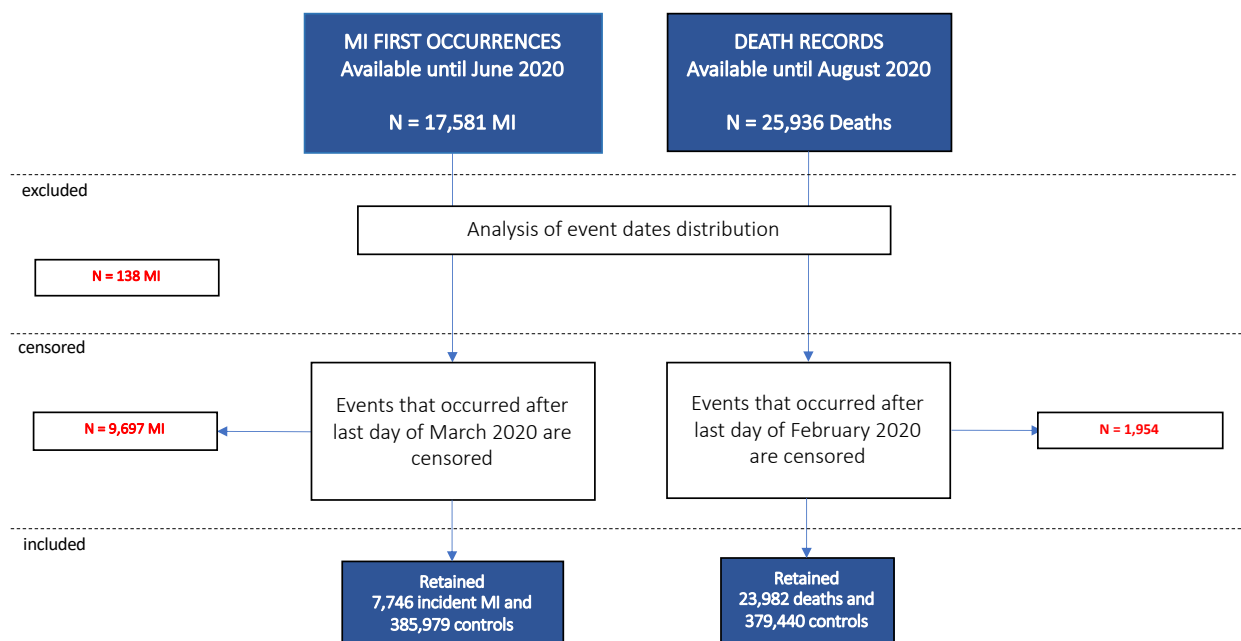 MI FIRST OCCURRENCES
Available until June 2020
N = 17,581 MI
DEATH RECORDS
Available until August 2020
N = 25,936 Deaths
excluded
Analysis of event dates distribution
N = 138 MI
censored
Events that occurred after
last day of March 2020 are
censored
N = 9,697 MI
Events that occurred after
last day of February 2020
are censored
N = 1,954
included
Retained
7,746 incident MI and
385,979 controls
Retained
23,982 deaths and
379,440 controls